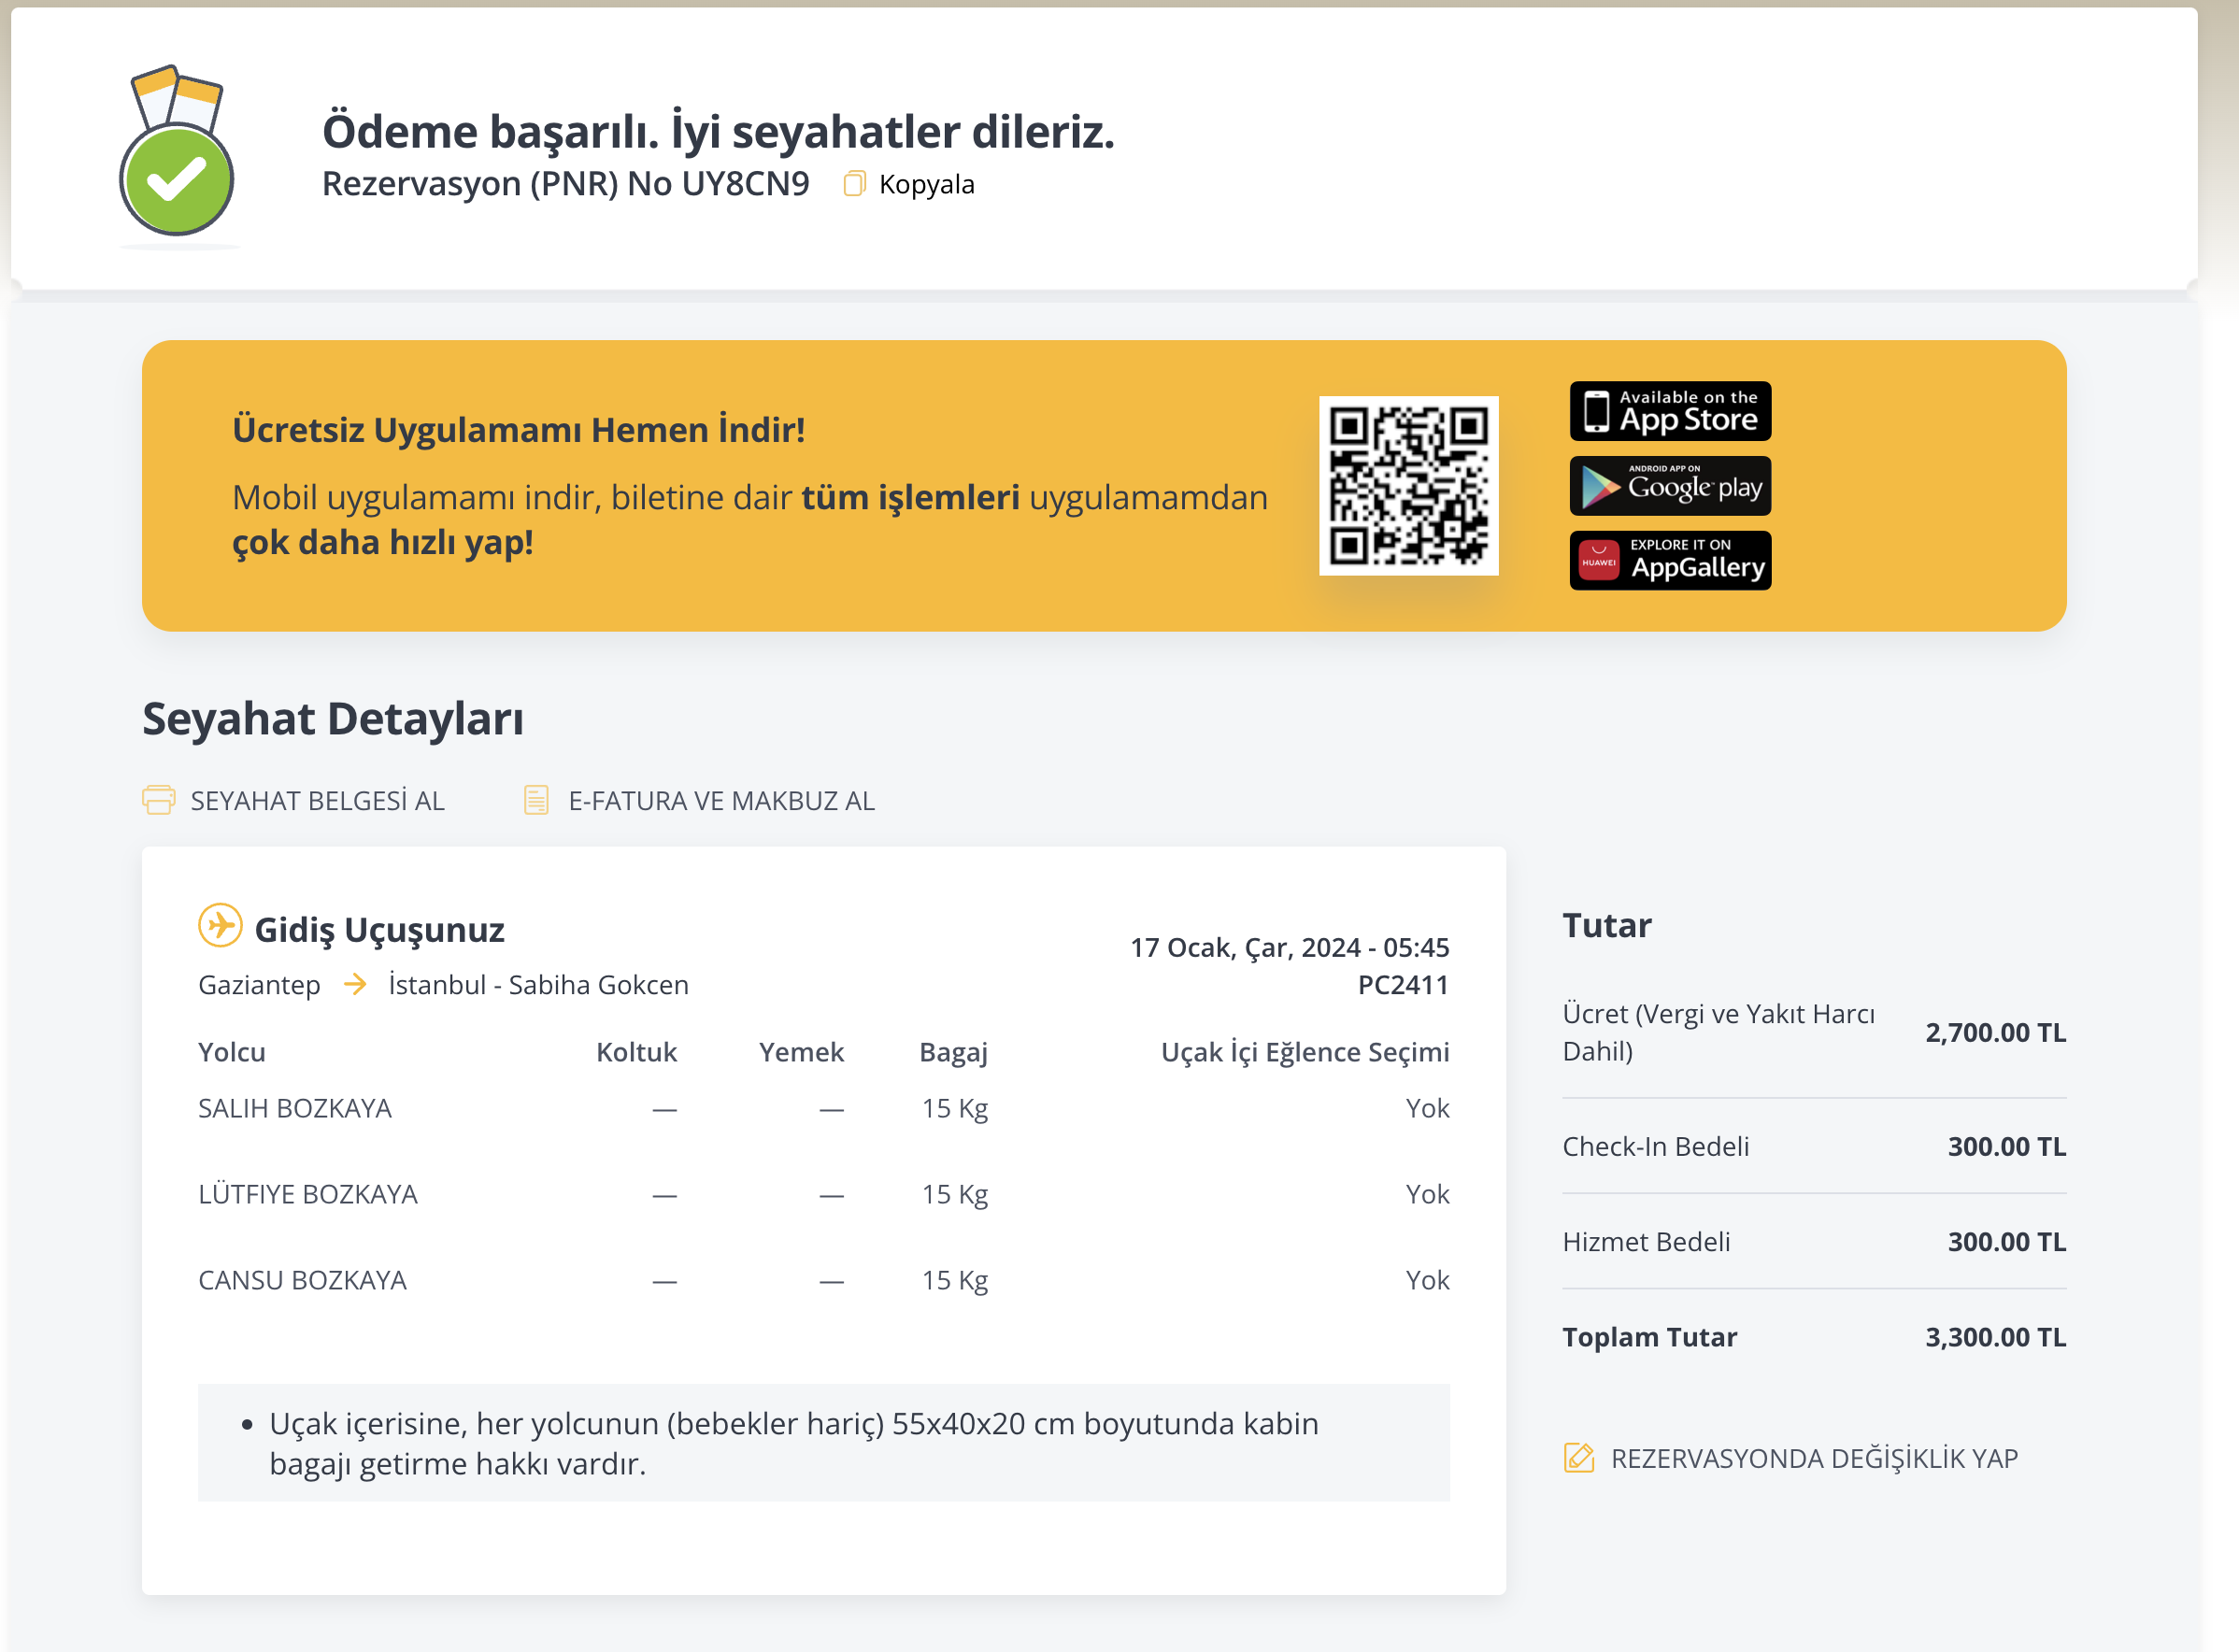 Ödeme başarılı. İyi seyahatler dileriz.
Rezervasyon (PNR) No UY8CN9 Kopyala
Ücretsiz Uygulamamı Hemen İndir!
Mobil uygulamamı indir, biletine dair tüm işlemleri uygulamamdan
çok daha hızlı yap!
Available on the
App Store
ANDROID APP ON
Google play
HUAWEI
EXPLORE IT ON
AppGallery
Seyahat Detayları
SEYAHAT BELGESİ AL E-FATURA VE MAKBUZ AL
Gidiş Uçuşunuz
17 Ocak, Çar, 2024 - 05:45
Gaziantep → İstanbul - Sabiha Gokcen PC2411
Yolcu Koltuk Yemek Bagaj Uçak İçi Eğlence Seçimi
SALIH BOZKAYA — — 15 Kg Yok
LÜTFIYE BOZKAYA — — 15 Kg Yok
CANSU BOZKAYA — — 15 Kg Yok
• Uçak içerisine, her yolcunun (bebekler hariç) 55x40x20 cm boyutunda kabin
bagajı getirme hakkı vardır.
Tutar
Ücret (Vergi ve Yakıt Harcı
Dahil) 2,700.00 TL
Check-In Bedeli 300.00 TL
Hizmet Bedeli 300.00 TL
Toplam Tutar 3,300.00 TL
REZERVASYONDA DEĞİŞİKLİK YAP